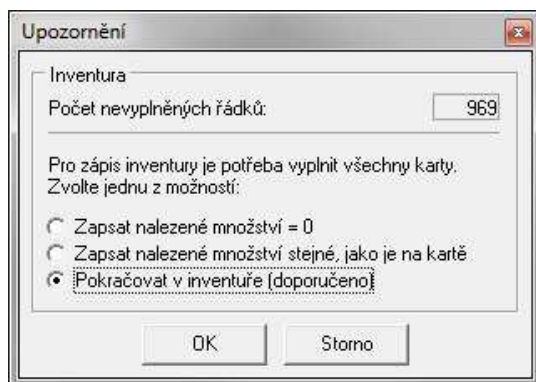 Upozornění
Inventura
Počet nevyplněných řádků:
969
Pro zápis inventury je potřeba vyplnit všechny karty.
Zvolte jednu z možností:
Zapsat nalezené množství = 0
Zapsat nalezené množství stejné, jako je na kartě
Pokračovat v inventuře (doporučeno)
OK
Storno